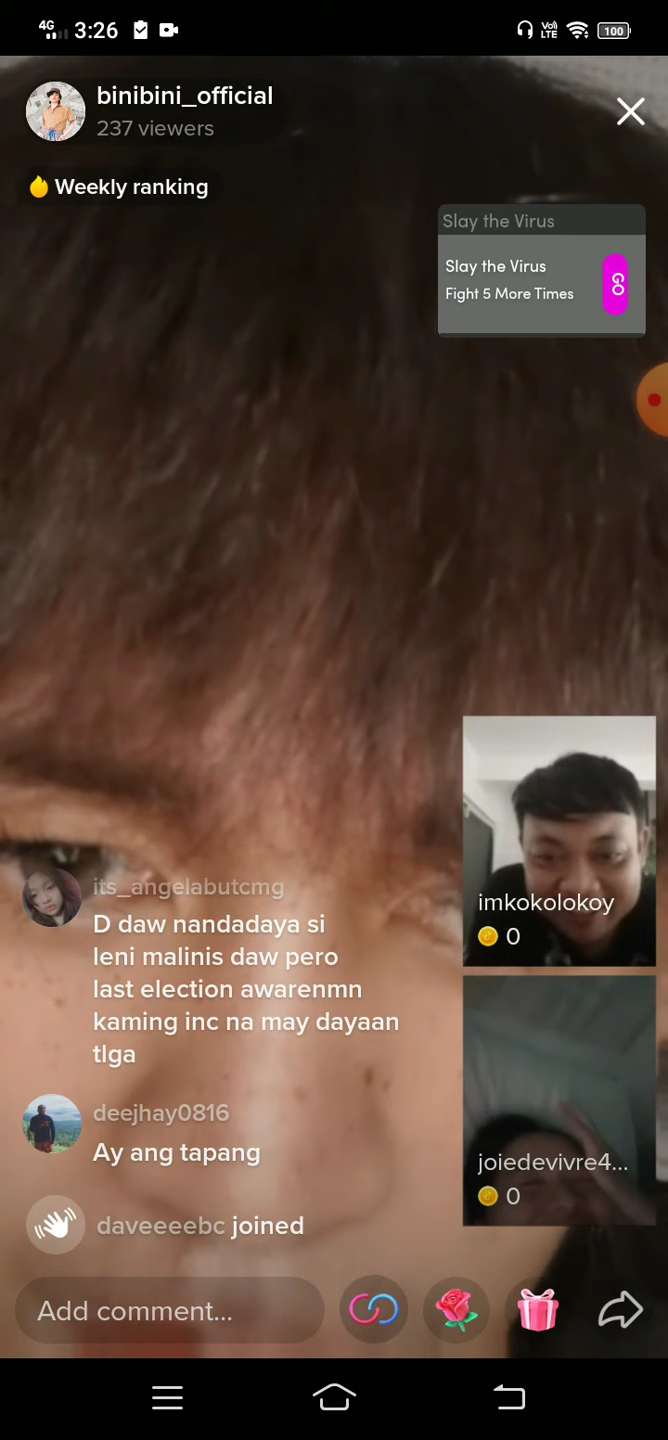 4G 3:26 Vo) LTE 100
binibini_official
237 viewers
Weekly ranking
Slay the Virus
Slay the Virus
Fight 5 More Times
GO
its_angelabutcmg
D daw nandadaya si
leni malinis daw pero
last election awarenmn
kaming inc na may dayaan
tlga
imkokolokoy
0
deejhay0816
Ay ang tapang
joiedevivre4...
0
daveeeebc joined
Add comment...